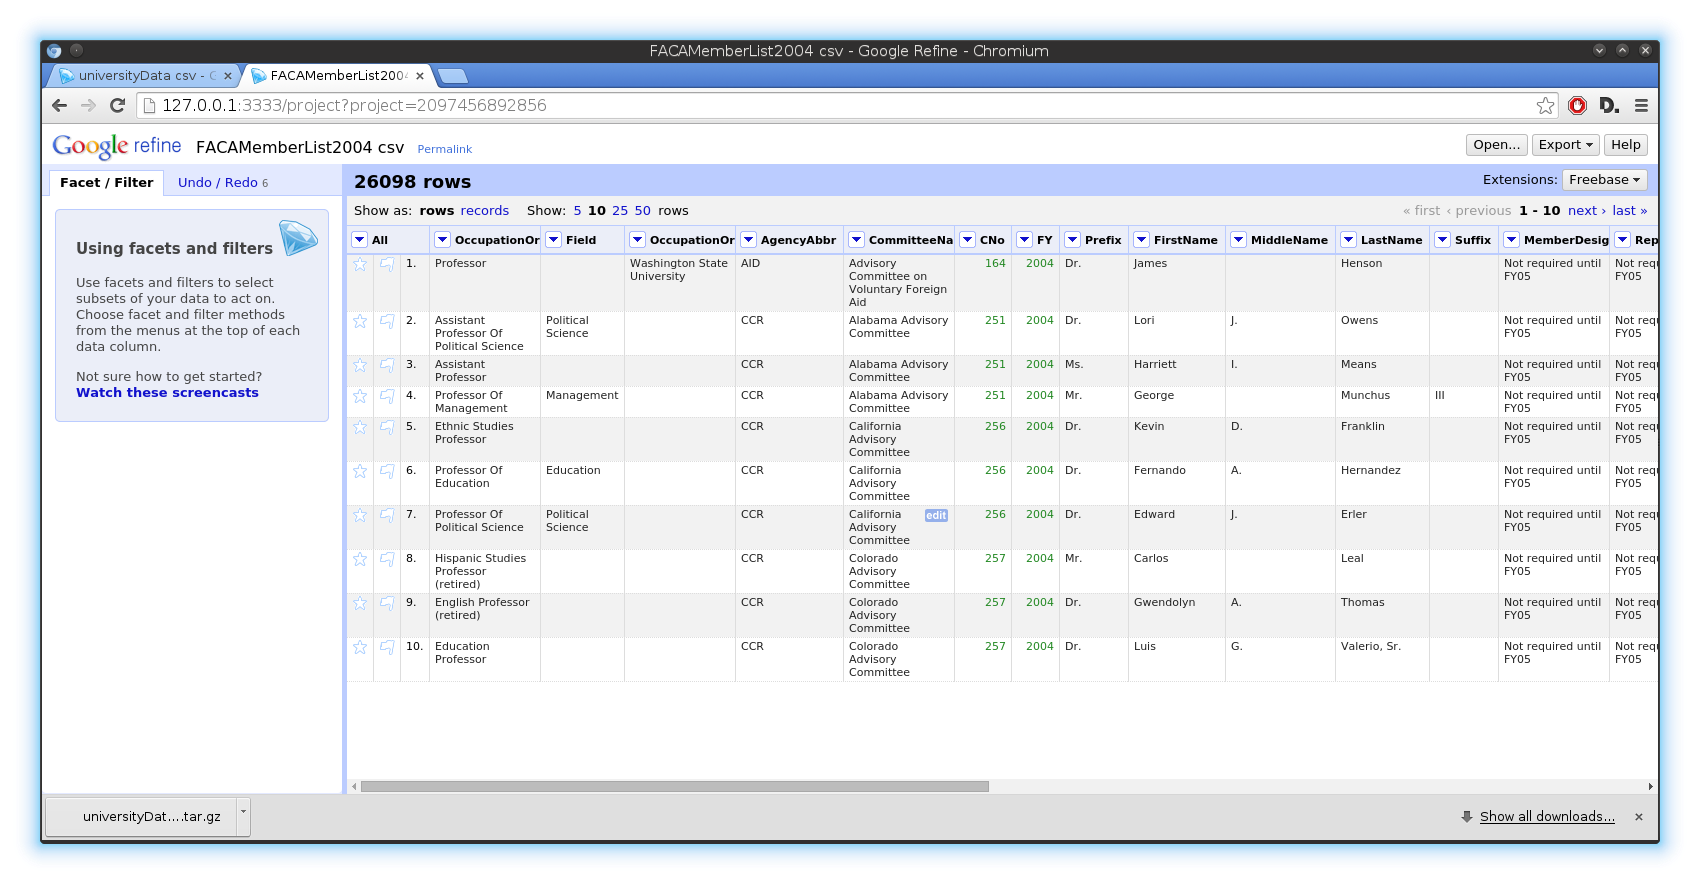 FACAMemberList2004 csv - Google Refine - Chromium
universityData csv - G
FACAMemberList2004
127.0.0.1:3333/project?project=2097456892856
D.
Google refine FACAMemberList2004 csv Permalink
Open... Export Help
Facet / Filter Undo / Redo 6
26098 rows
Extensions: Freebase
Show as: rows records Show: 5 10 25 50 rows
« first ‹ previous 1 - 10 next › last »
Using facets and filters
Use facets and filters to select
subsets of your data to act on.
Choose facet and filter methods
from the menus at the top of each
data column.
Not sure how to get started?
Watch these screencasts
All OccupationOr Field OccupationOr AgencyAbbr CommitteeNa CNo FY Prefix FirstName MiddleName LastName Suffix MemberDesig Rep
1. Professor Washington State AID Advisory 164 2004 Dr. James Henson Not required until Not requ
University Committee on FY05 FY05
Voluntary Foreign
Aid
2. Assistant Political CCR Alabama Advisory 251 2004 Dr. Lori J. Owens Not required until Not requ
Professor Of Science Committee FY05 FY05
Political Science
3. Assistant CCR Alabama Advisory 251 2004 Ms. Harriett I. Means Not required until Not requ
Professor Committee FY05 FY05
4. Professor Of Management CCR Alabama Advisory 251 2004 Mr. George Munchus III Not required until Not requ
Management Committee FY05 FY05
5. Ethnic Studies CCR California 256 2004 Dr. Kevin D. Franklin Not required until Not requ
Professor Advisory FY05 FY05
Committee
6. Professor Of Education CCR California 256 2004 Dr. Fernando A. Hernandez Not required until Not requ
Education Advisory FY05 FY05
Committee
7. Professor Of Political CCR California edit 256 2004 Dr. Edward J. Erler Not required until Not requ
Political Science Science Advisory FY05 FY05
Committee
8. Hispanic Studies CCR Colorado 257 2004 Mr. Carlos Leal Not required until Not requ
Professor Advisory FY05 FY05
(retired) Committee
9. English Professor CCR Colorado 257 2004 Dr. Gwendolyn A. Thomas Not required until Not requ
(retired) Advisory FY05 FY05
Committee
10. Education CCR Colorado 257 2004 Dr. Luis G. Valerio, Sr. Not required until Not requ
Professor Advisory FY05 FY05
Committee
universityDat....tar.gz
Show all downloads...